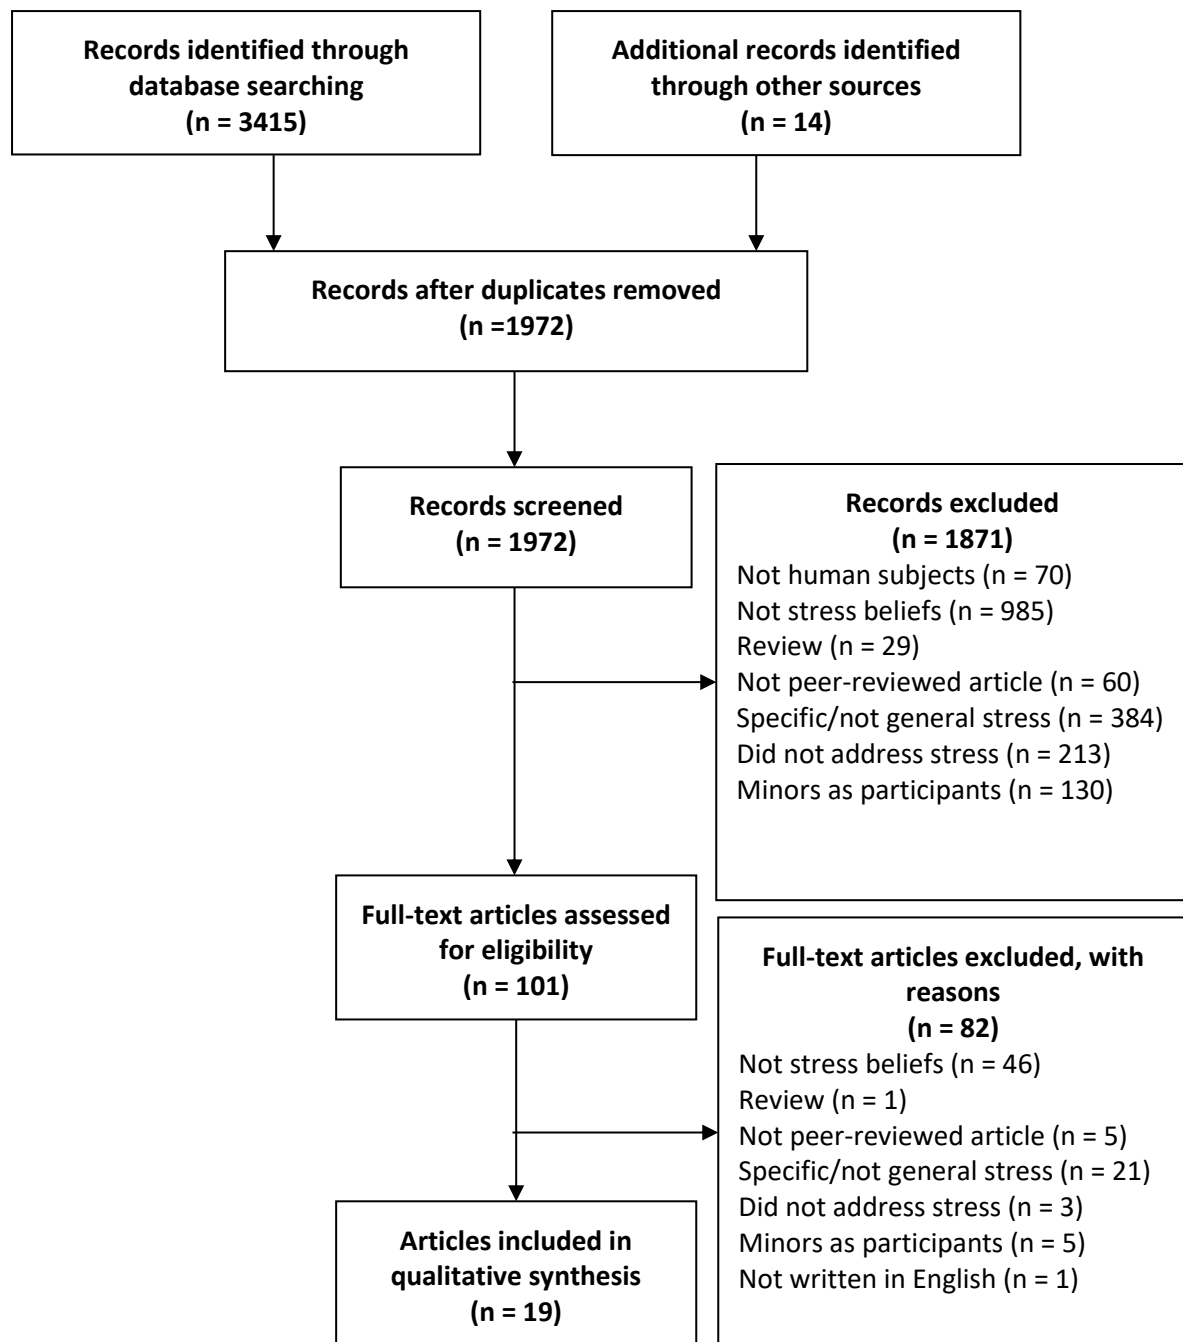 Records identified through
database searching
(n = 3415)
Additional records identified
through other sources
(n = 14)
Records after duplicates removed
(n =1972)
Records screened
(n = 1972)
Records excluded
(n = 1871)
Not human subjects (n = 70)
Not stress beliefs (n = 985)
Review (n = 29)
Not peer-reviewed article (n = 60)
Specific/not general stress (n = 384)
Did not address stress (n = 213)
Minors as participants (n = 130)
Full-text articles assessed
for eligibility
(n = 101)
Full-text articles excluded, with
reasons
(n = 82)
Not stress beliefs (n = 46)
Review (n = 1)
Not peer-reviewed article (n = 5)
Specific/not general stress (n = 21)
Did not address stress (n = 3)
Minors as participants (n = 5)
Not written in English (n = 1)
Articles included in
qualitative synthesis
(n = 19)